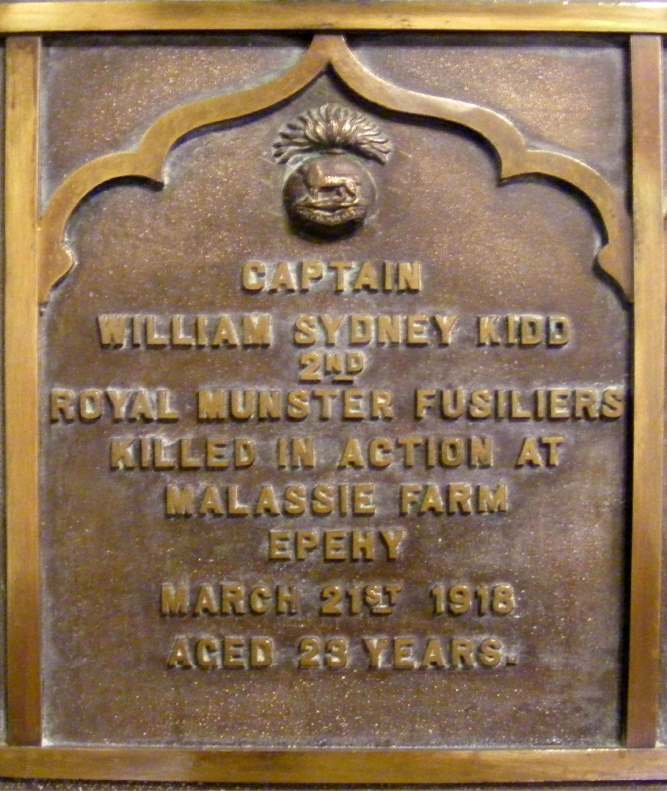 CAPTAIN
WILLIAM SYDNEY KIDD
2ND
ROYAL MUNSTER FUSILIERS
KILLED IN ACTION AT
MALASSIE FARM
EPEHY
MARCH 21ST 1918
AGED 23 YEARS.